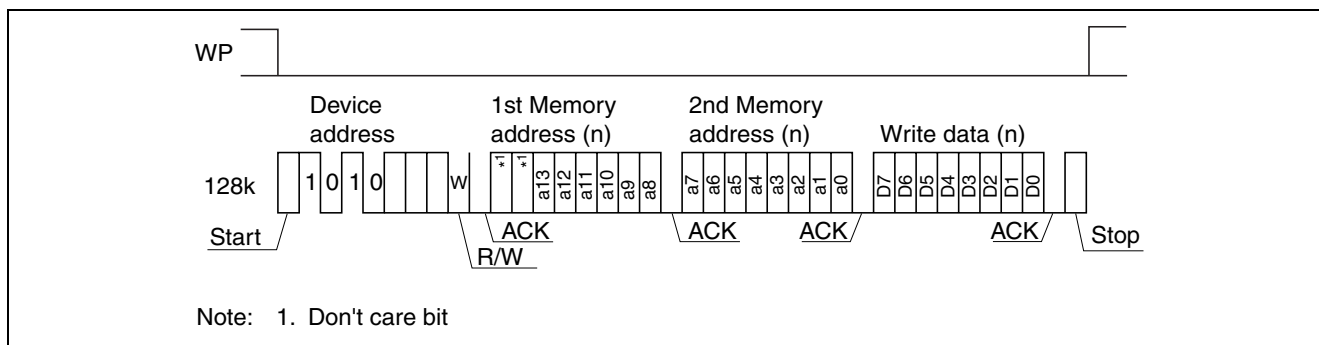 WP
Device address
1st Memory address (n)
2nd Memory address (n)
Write data (n)
128k
1 0 1 0 W *1 *1 a13 a12 a11 a10 a9 a8 a7 a6 a5 a4 a3 a2 a1 a0 D7 D6 D5 D4 D3 D2 D1 D0
Start
R/W
ACK
ACK
ACK
ACK
Stop
Note: 1. Don't care bit